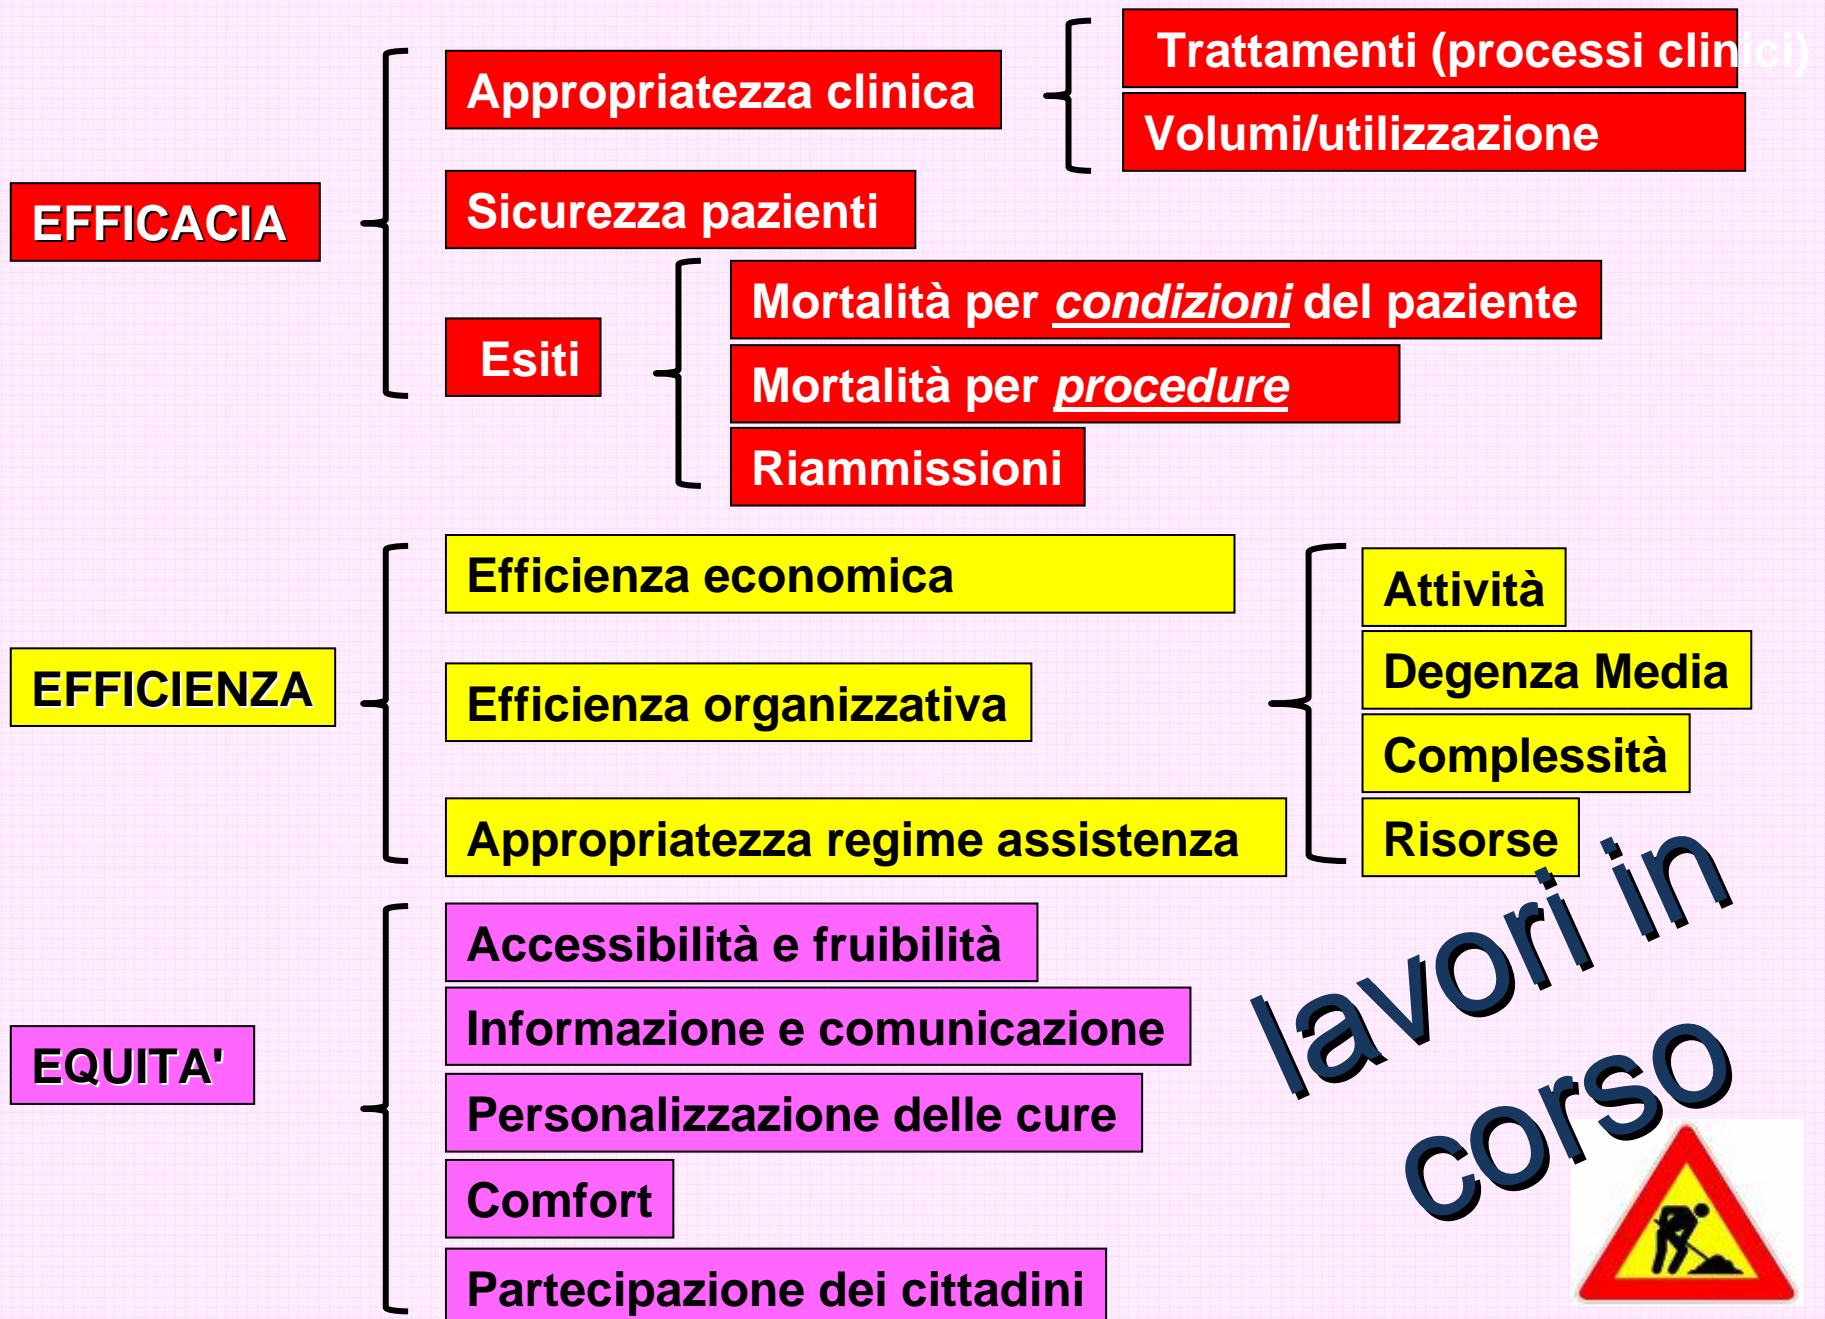 EFFICACIA
Appropriatezza clinica
Trattamenti (processi clinici)
Volumi/utilizzazione
Sicurezza pazienti
Esiti
Mortalità per condizioni del paziente
Mortalità per procedure
Riammissioni
EFFICIENZA
Efficienza economica
Efficienza organizzativa
Appropriatezza regime assistenza
Attività
Degenza Media
Complessità
Risorse
EQUITA'
Accessibilità e fruibilità
Informazione e comunicazione
Personalizzazione delle cure
Comfort
Partecipazione dei cittadini
lavori in
corso